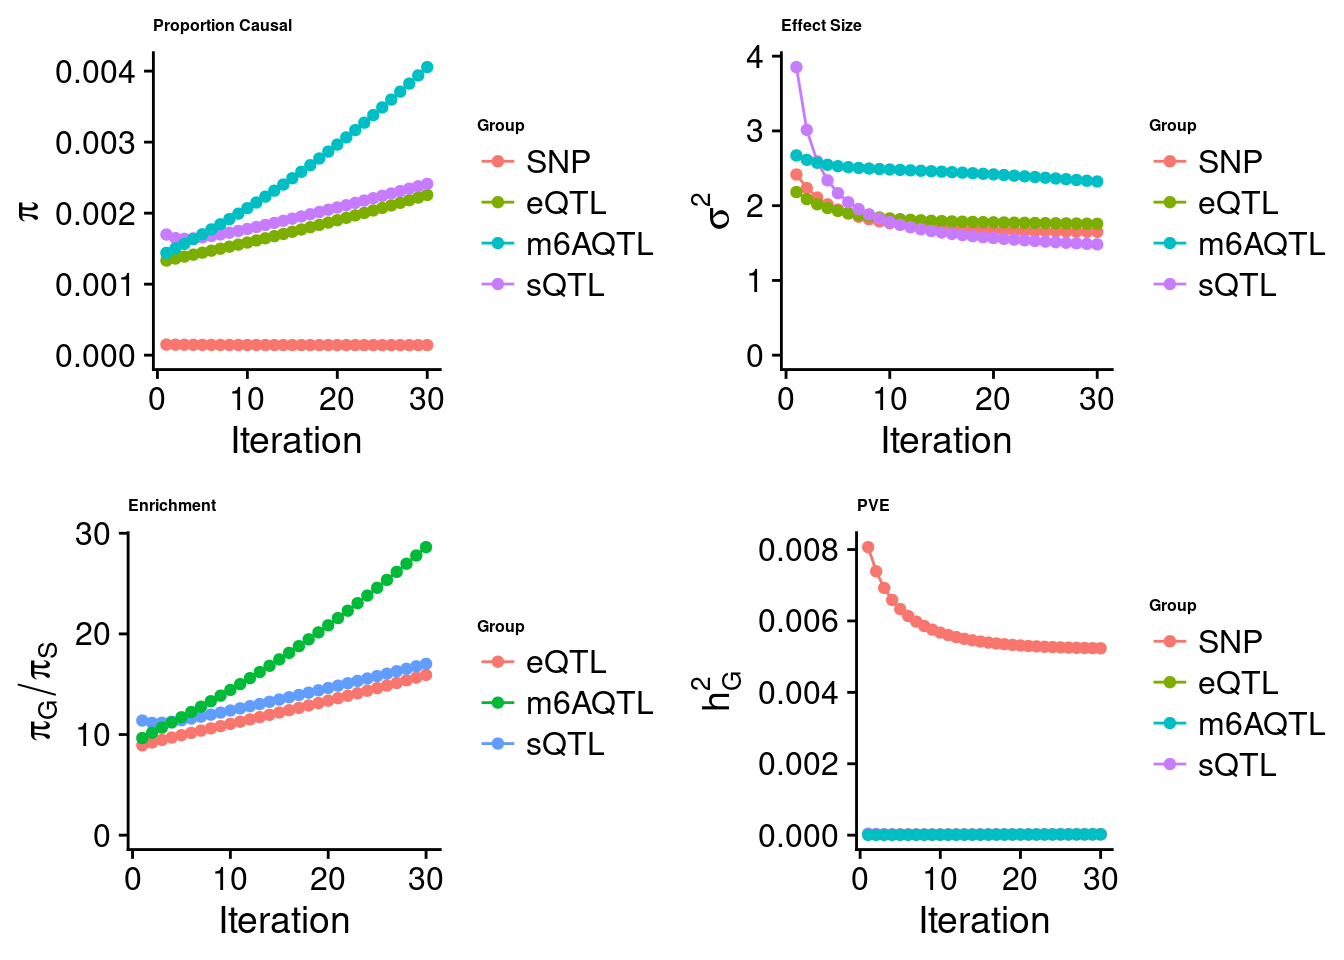 Proportion Causal
0.004
0.003
0.002
0.001
0.000
π
0 10 20 30
Iteration
Group
SNP
eQTL
m6AQTL
sQTL
Effect Size
4
3
2
1
0
σ²
0 10 20 30
Iteration
Group
SNP
eQTL
m6AQTL
sQTL
Enrichment
30
20
10
0
π_G/π_S
0 10 20 30
Iteration
Group
eQTL
m6AQTL
sQTL
PVE
0.008
0.006
0.004
0.002
0.000
h²_G
0 10 20 30
Iteration
Group
SNP
eQTL
m6AQTL
sQTL